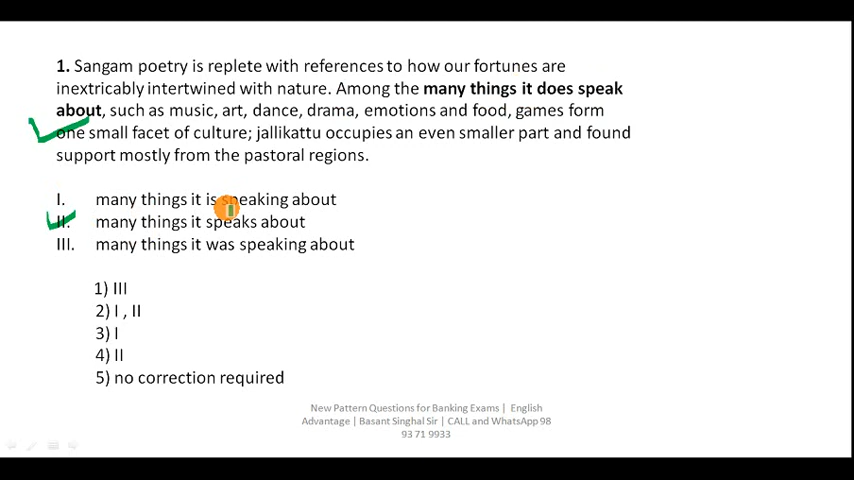 1. Sangam poetry is replete with references to how our fortunes are
inextricably intertwined with nature. Among the many things it does speak
about, such as music, art, dance, drama, emotions and food, games form
one small facet of culture; jallikattu occupies an even smaller part and found
support mostly from the pastoral regions.
I. many things it is speaking about
II. many things it speaks about
III. many things it was speaking about
1) III
2) I , II
3) I
4) II
5) no correction required
New Pattern Questions for Banking Exams | English
Advantage | Basant Singhal Sir | CALL and WhatsApp 98
93 71 9933